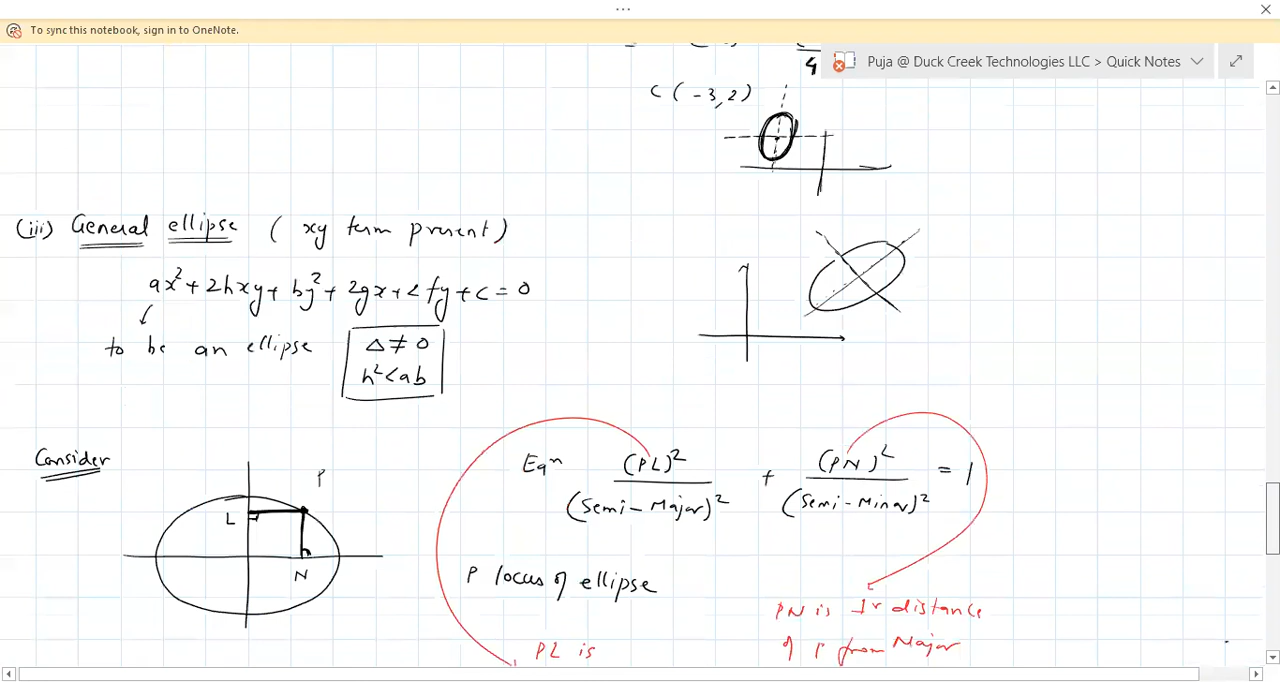 To sync this notebook, sign in to OneNote.
Puja @ Duck Creek Technologies LLC > Quick Notes
4
C (-3,2)
(iii) General ellipse ( xy term present)
ax² + 2hxy + by² + 2gx + 2fy + c = 0
to be an ellipse
Δ ≠ 0
h² < ab
Consider
P
L
N
Eqn (PL)² / (Semi-Major)² + (PN)² / (Semi-Minor)² = 1
P locus of ellipse
PN is ⊥r distance
of P from Major
PL is